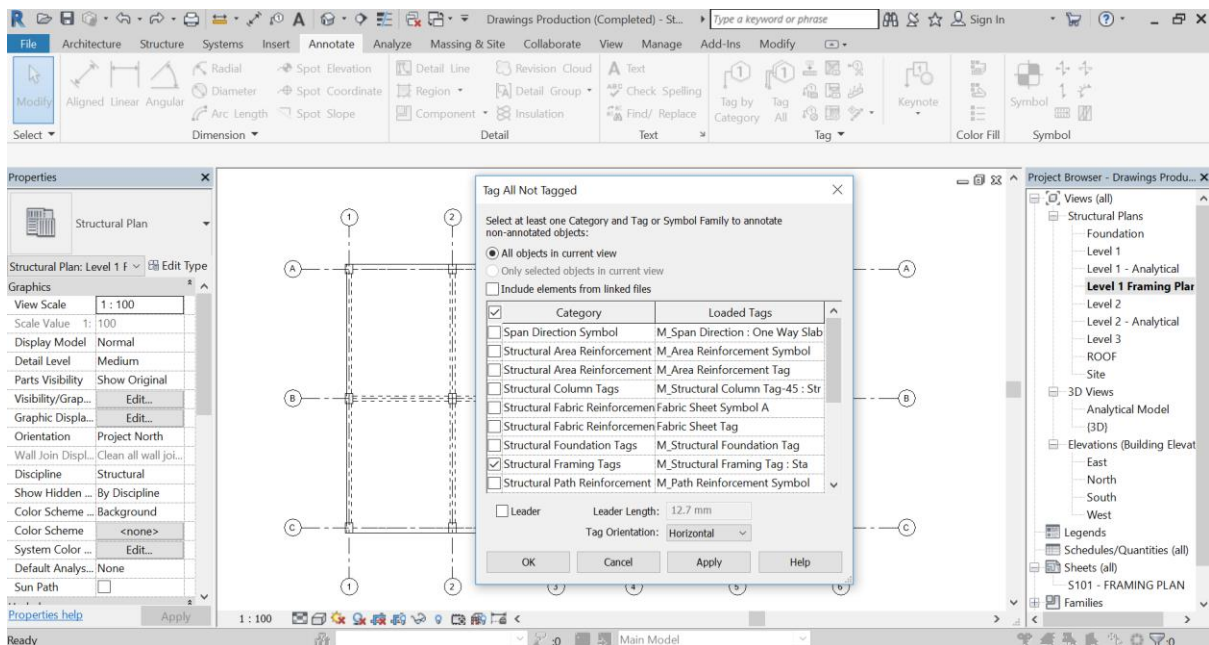 Drawings Production (Completed) - St...
Type a keyword or phrase
Sign In
File Architecture Structure Systems Insert Annotate Analyze Massing & Site Collaborate View Manage Add-Ins Modify
Modify
Aligned Linear Angular
Radial
Diameter
Arc Length
Spot Elevation
Spot Coordinate
Spot Slope
Detail Line
Region
Component
Revision Cloud
Detail Group
Insulation
A Text
ABC Check Spelling
Find/ Replace
Tag by Category
Tag All
Keynote
Symbol
Select Dimension Detail Text Tag Color Fill Symbol
Properties
Structural Plan
Structural Plan: Level 1 F Edit Type
Graphics
View Scale 1 : 100
Scale Value 1: 100
Display Model Normal
Detail Level Medium
Parts Visibility Show Original
Visibility/Grap... Edit...
Graphic Displa... Edit...
Orientation Project North
Wall Join Displ... Clean all wall joi...
Discipline Structural
Show Hidden ... By Discipline
Color Scheme ... Background
Color Scheme <none>
System Color ... Edit...
Default Analys... None
Sun Path
Properties help Apply
1 2
A A
B B
C C
1 2 3 4 5 6
Tag All Not Tagged
Select at least one Category and Tag or Symbol Family to annotate
non-annotated objects:
All objects in current view
Only selected objects in current view
Include elements from linked files
Category Loaded Tags
Span Direction Symbol M_Span Direction : One Way Slab
Structural Area Reinforcement M_Area Reinforcement Symbol
Structural Area Reinforcement M_Area Reinforcement Tag
Structural Column Tags M_Structural Column Tag-45 : Str
Structural Fabric Reinforcemen Fabric Sheet Symbol A
Structural Fabric Reinforcemen Fabric Sheet Tag
Structural Foundation Tags M_Structural Foundation Tag
Structural Framing Tags M_Structural Framing Tag : Sta
Structural Path Reinforcement M_Path Reinforcement Symbol
Leader Leader Length: 12.7 mm
Tag Orientation: Horizontal
OK Cancel Apply Help
Project Browser - Drawings Produ...
Views (all)
Structural Plans
Foundation
Level 1
Level 1 - Analytical
Level 1 Framing Plar
Level 2
Level 2 - Analytical
Level 3
ROOF
Site
3D Views
Analytical Model
{3D}
Elevations (Building Elevat
East
North
South
West
Legends
Schedules/Quantities (all)
Sheets (all)
S101 - FRAMING PLAN
Families
1 : 100
Ready :0 Main Model :0